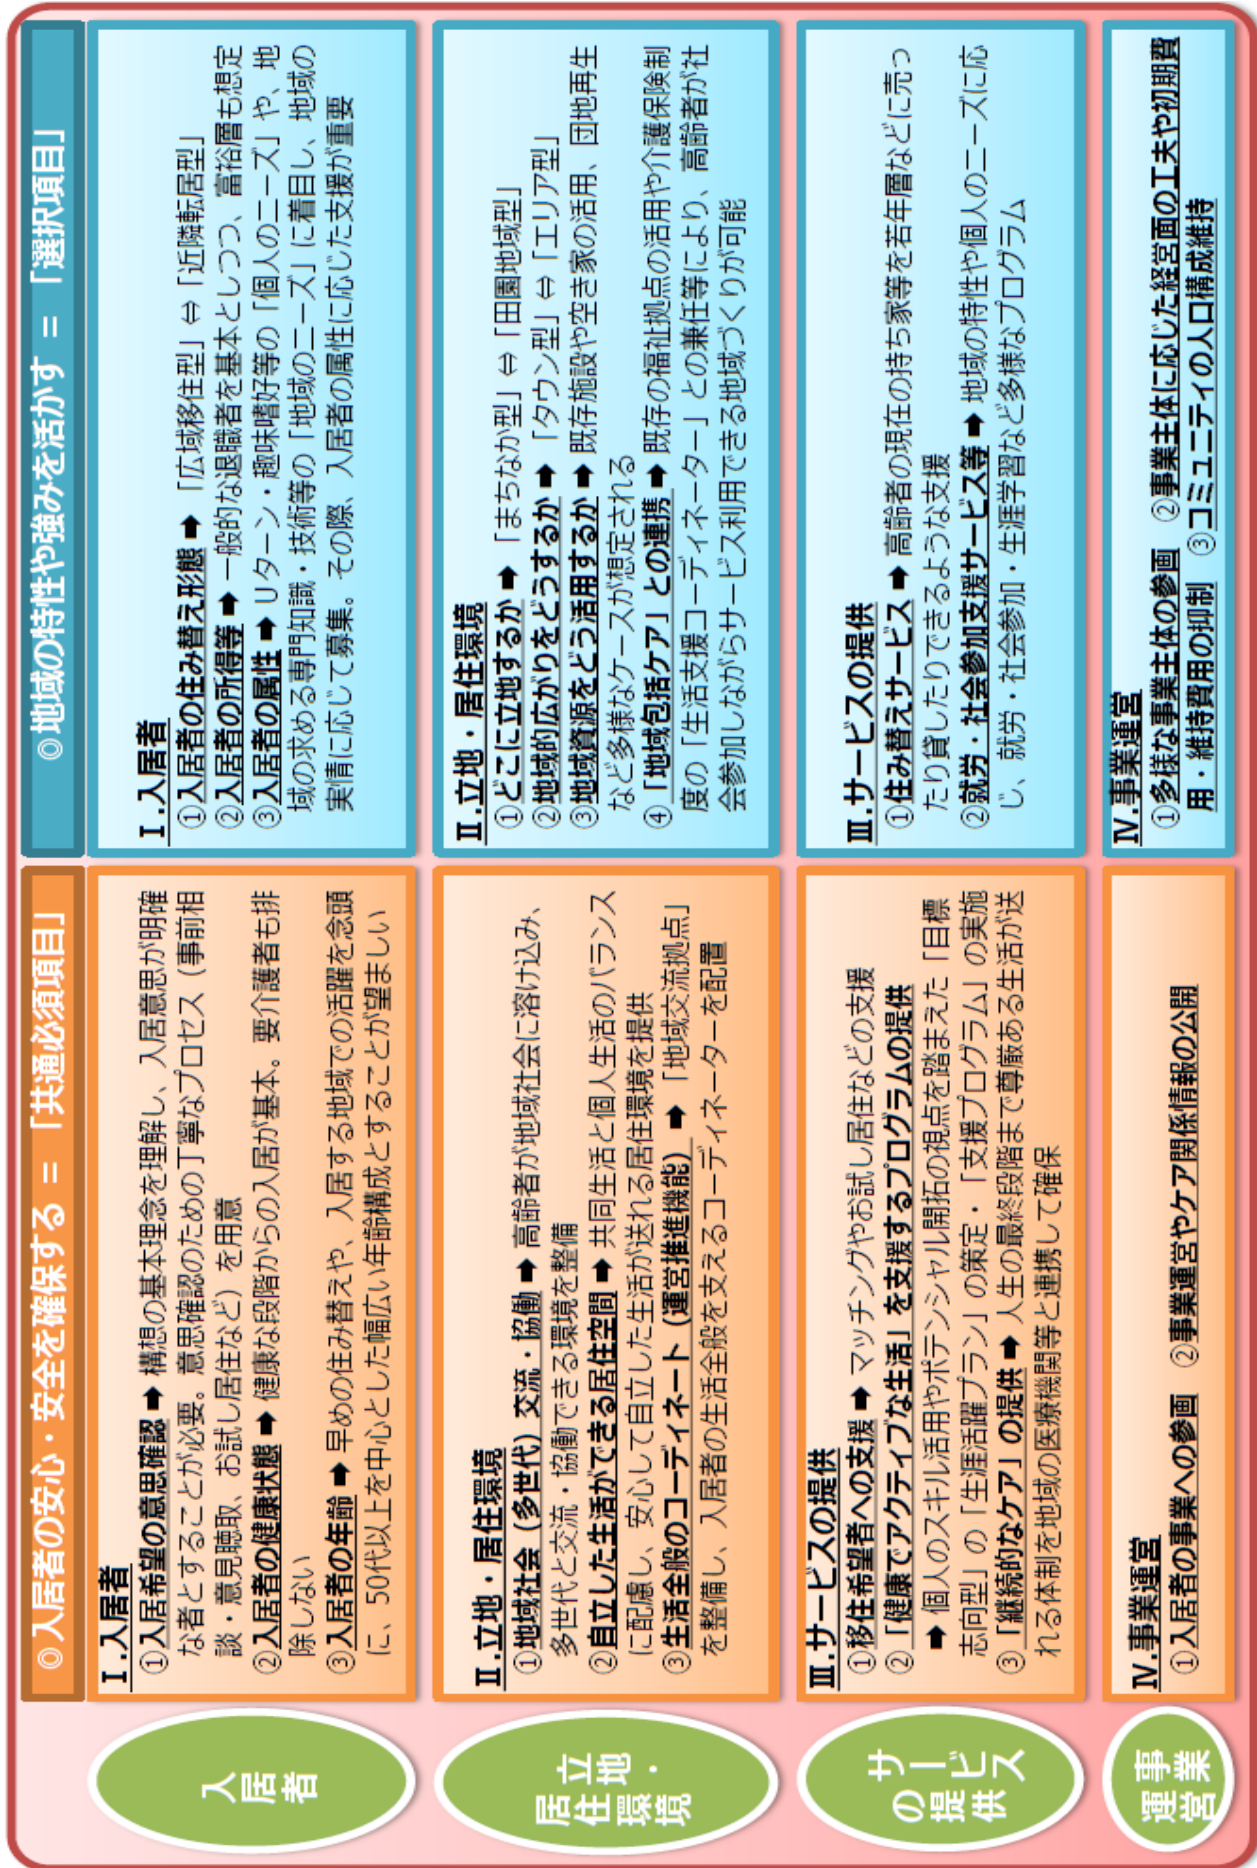 ◎入居者の安心・安全を確保する ＝ 「共通必須項目」
◎地域の特性や強みを活かす ＝ 「選択項目」
入居者
Ⅰ.入居者
①入居希望の意思確認 ➡ 構想の基本理念を理解し、入居意思が明確
な者とすることが必要。意思確認のための丁寧なプロセス（事前相
談・意見聴取、お試し居住など）を用意
②入居者の健康状態 ➡ 健康な段階からの入居が基本。要介護者も排
除しない
③入居者の年齢 ➡ 早めの住み替えや、入居する地域での活躍を念頭
に、50代以上を中心とした幅広い年齢構成とすることが望ましい
Ⅰ.入居者
①入居者の住み替え形態 ➡ 「広域移住型」⇔「近隣転居型」
②入居者の所得等 ➡ 一般的な退職者を基本としつつ、富裕層も想定
③入居者の属性 ➡ Uターン・趣味嗜好等の「個人のニーズ」や、地
域の求める専門知識・技術等の「地域のニーズ」に着目し、地域の
実情に応じて募集。その際、入居者の属性に応じた支援が重要
立地・
居住環境
Ⅱ.立地・居住環境
①地域社会（多世代）交流・協働 ➡ 高齢者が地域社会に溶け込み、
多世代と交流・協働できる環境を整備
②自立した生活ができる居住空間 ➡ 共同生活と個人生活のバランス
に配慮し、安心して自立した生活が送れる居住環境を提供
③生活全般のコーディネート（運営推進機能） ➡ 「地域交流拠点」
を整備し、入居者の生活全般を支えるコーディネーターを配置
Ⅱ.立地・居住環境
①どこに立地するか ➡ 「まちなか型」⇔「田園地域型」
②地域的広がりをどうするか ➡ 「タウン型」⇔「エリア型」
③地域資源をどう活用するか ➡ 既存施設や空き家の活用、団地再生
など多様なケースが想定される
④「地域包括ケア」との連携 ➡ 既存の福祉拠点の活用や介護保険制
度の「生活支援コーディネーター」との兼任等により、高齢者が社
会参加しながらサービス利用できる地域づくりが可能
サービス
の提供
Ⅲ.サービスの提供
①移住希望者への支援 ➡ マッチングやお試し居住などの支援
②「健康でアクティブな生活」を支援するプログラムの提供
➡ 個人のスキル活用やポテンシャル開拓の視点を踏まえた「目標
志向型」の「生涯活躍プラン」の策定・「支援プログラム」の実施
③「継続的なケア」の提供 ➡ 人生の最終段階まで尊厳ある生活が送
れる体制を地域の医療機関等と連携して確保
Ⅲ.サービスの提供
①住み替えサービス ➡ 高齢者の現在の持ち家等を若年層などに売っ
たり貸したりできるような支援
②就労・社会参加支援サービス等 ➡ 地域の特性や個人のニーズに応
じ、就労・社会参加・生涯学習など多様なプログラム
事業
運営
Ⅳ.事業運営
①入居者の事業への参画 ②事業運営やケア関係情報の公開
Ⅳ.事業運営
①多様な事業主体の参画 ②事業主体に応じた経営面の工夫や初期費
用・維持費用の抑制 ③コミュニティの人口構成維持